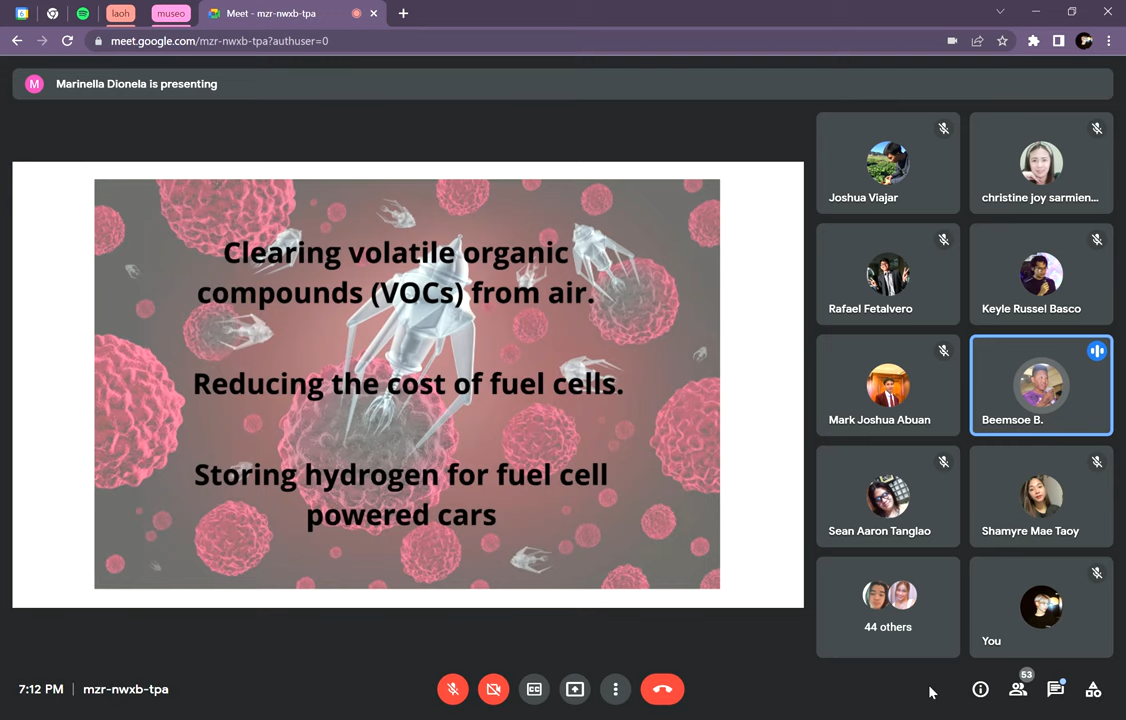 6
laoh
museo
Meet - mzr-nwxb-tpa
meet.google.com/mzr-nwxb-tpa?authuser=0
M
Marinella Dionela is presenting
Clearing volatile organic
compounds (VOCs) from air.
Reducing the cost of fuel cells.
Storing hydrogen for fuel cell
powered cars
Joshua Viajar
christine joy sarmien...
Rafael Fetalvero
Keyle Russel Basco
Mark Joshua Abuan
Beemsoe B.
Sean Aaron Tanglao
Shamyre Mae Taoy
44 others
You
7:12 PM
mzr-nwxb-tpa
CC
53